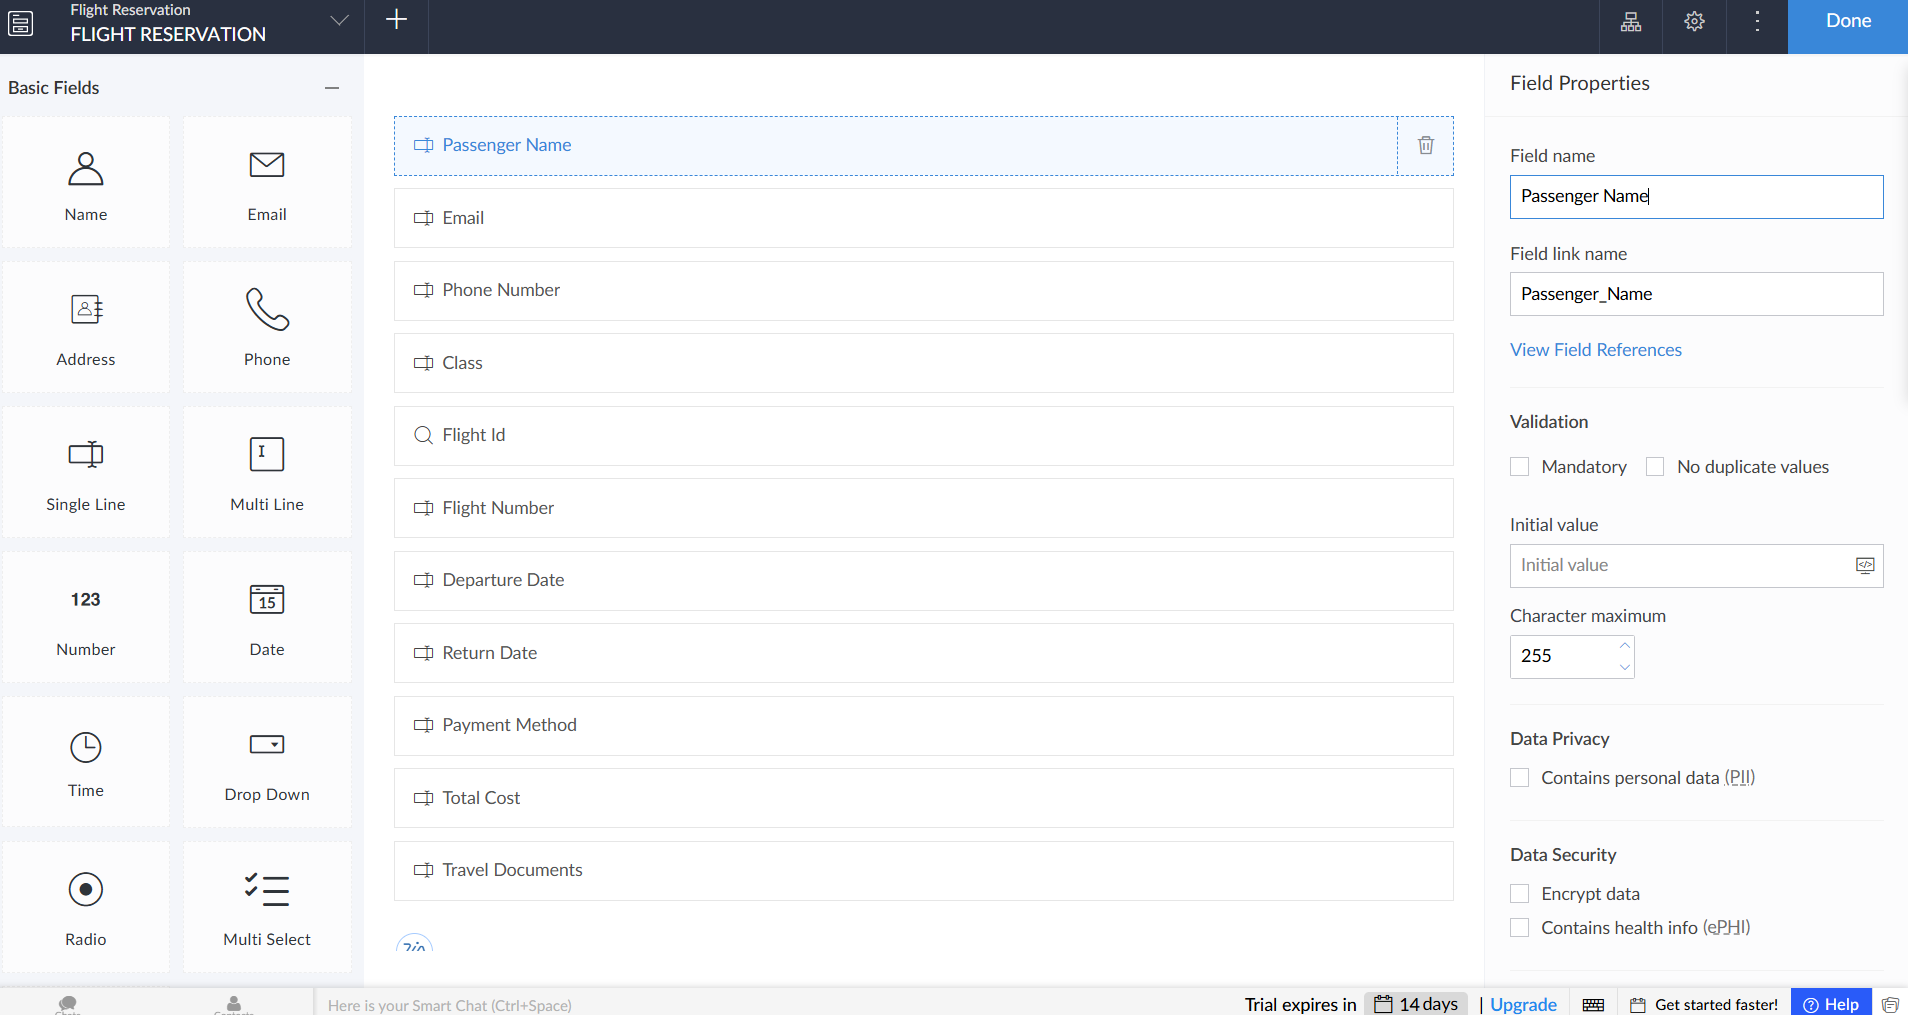 Flight Reservation
FLIGHT RESERVATION
Done
Basic Fields
Name
Email
Address
Phone
Single Line
Multi Line
123
Number
15
Date
Time
Drop Down
Radio
Multi Select
Passenger Name
Email
Phone Number
Class
Flight Id
Flight Number
Departure Date
Return Date
Payment Method
Total Cost
Travel Documents
Field Properties
Field name
Passenger Name
Field link name
Passenger_Name
View Field References
Validation
Mandatory
No duplicate values
Initial value
Initial value
Character maximum
255
Data Privacy
Contains personal data (PII)
Data Security
Encrypt data
Contains health info (ePHI)
Here is your Smart Chat (Ctrl+Space)
Trial expires in 14 days | Upgrade
Get started faster!
Help